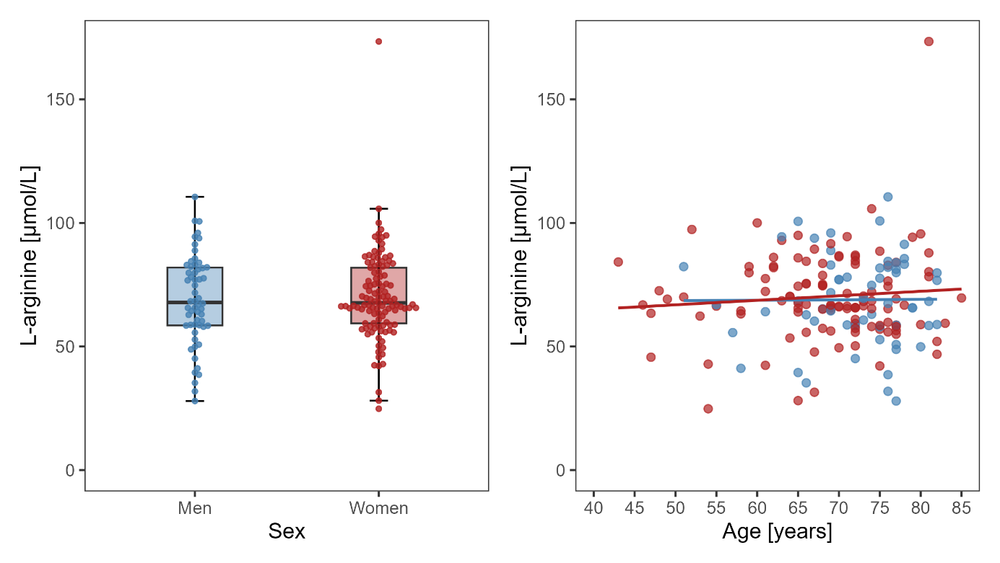 L-arginine [µmol/L]
150
100
50
0
Men Women
Sex
L-arginine [µmol/L]
150
100
50
0
40 45 50 55 60 65 70 75 80 85
Age [years]